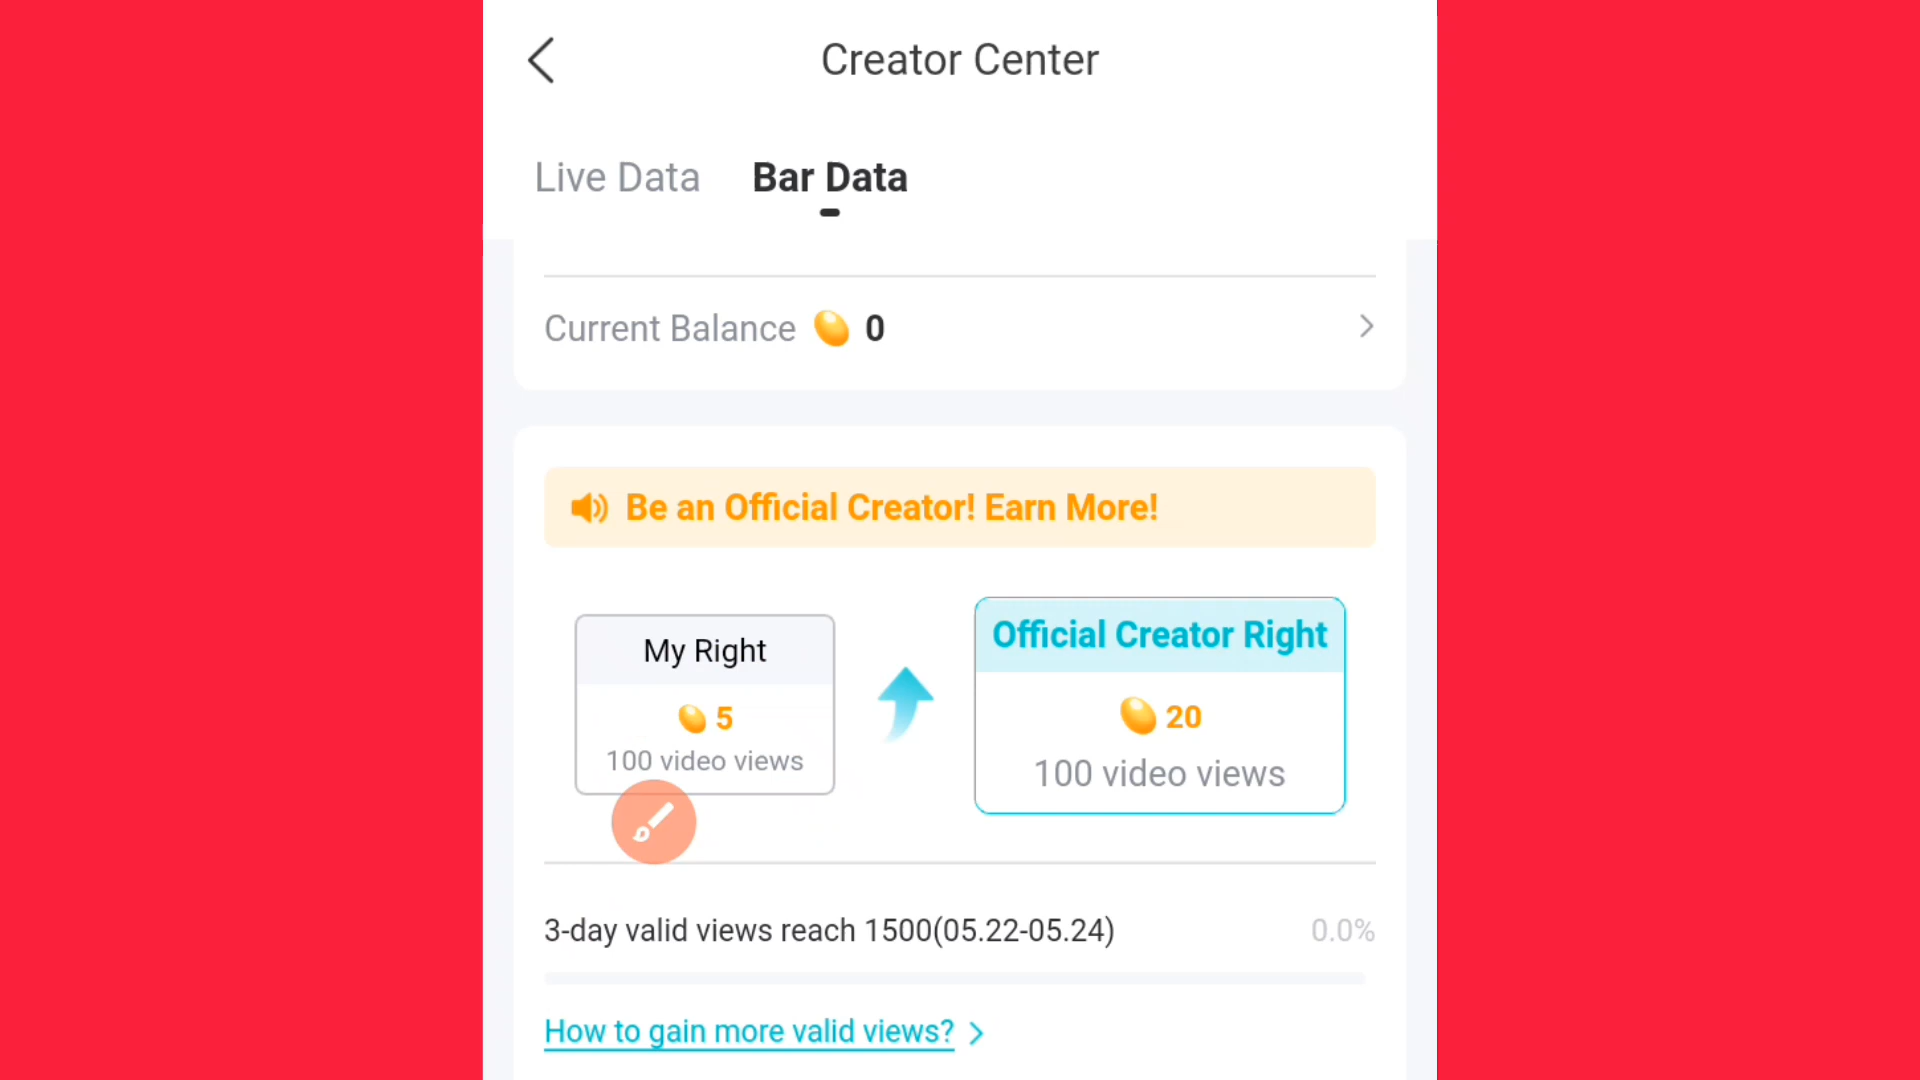 Creator Center
Live Data Bar Data
Current Balance 0
Be an Official Creator! Earn More!
My Right
5
100 video views
Official Creator Right
20
100 video views
3-day valid views reach 1500(05.22-05.24) 0.0%
How to gain more valid views?